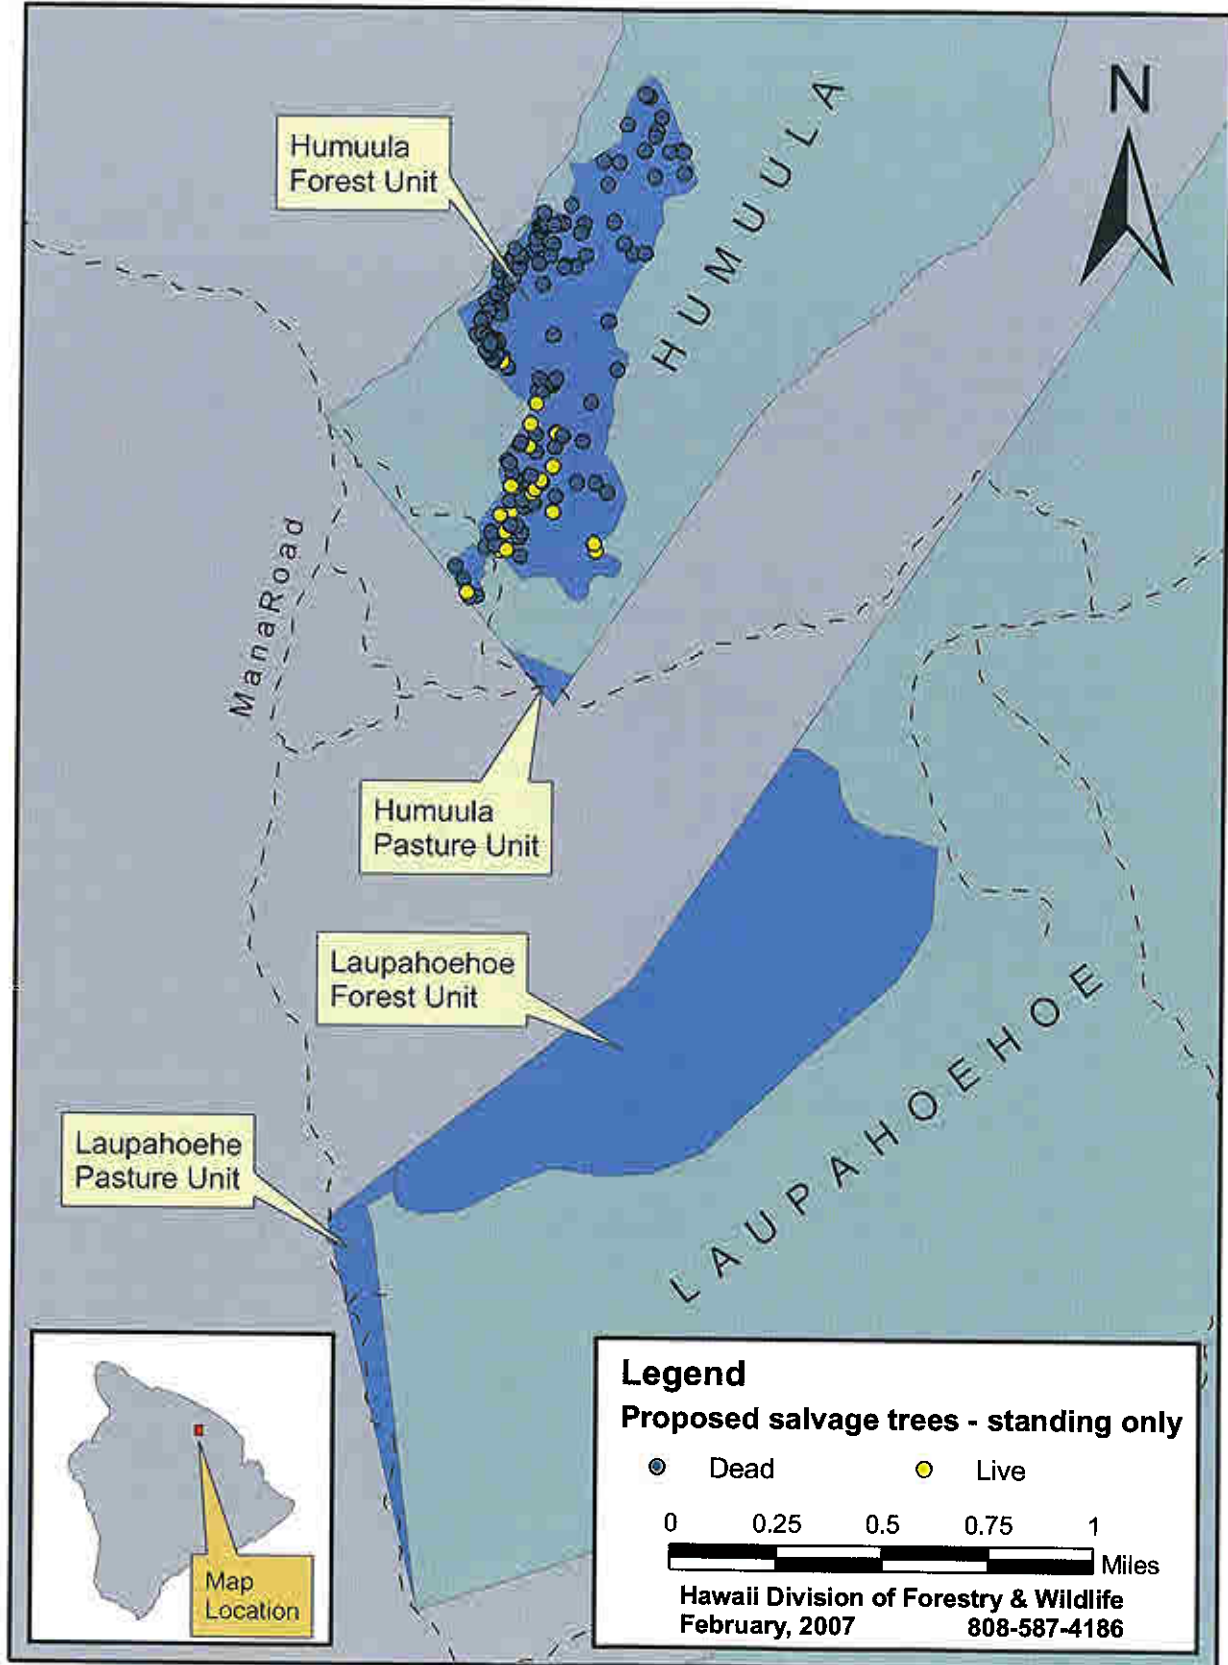 N
HUMUULA
Humuula
Forest Unit
Mana Road
Humuula
Pasture Unit
Laupahoehoe
Forest Unit
LAUPAHOEHOE
Laupahoehe
Pasture Unit
Map
Location
Legend
Proposed salvage trees - standing only
Dead Live
0 0.25 0.5 0.75 1
Miles
Hawaii Division of Forestry & Wildlife
February, 2007 808-587-4186